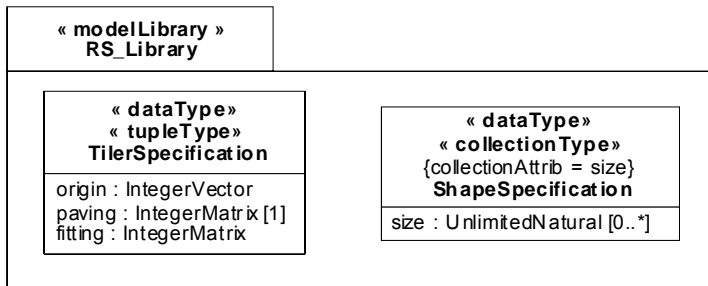 « modelLibrary »
RS_Library
« dataType»
« tupleType»
TilerSpecification
origin : IntegerVector
paving : IntegerMatrix [1]
fitting : IntegerMatrix
« dataType»
« collectionType»
{collectionAttrib = size}
ShapeSpecification
size : UnlimitedNatural [0..*]